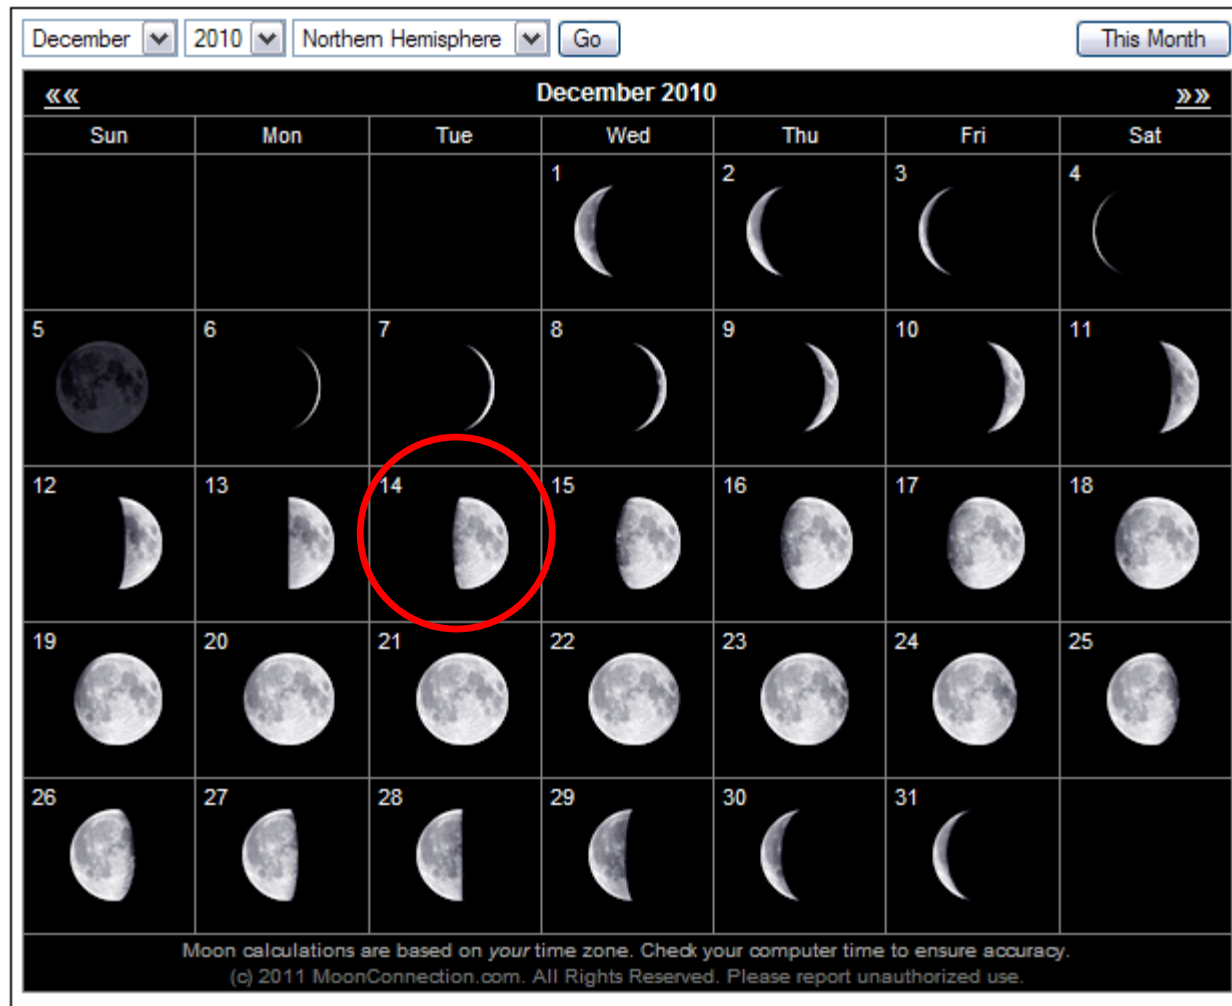 December 2010 Northern Hemisphere Go This Month
«« December 2010 »»
Sun Mon Tue Wed Thu Fri Sat
1 2 3 4
5 6 7 8 9 10 11
12 13 14 15 16 17 18
19 20 21 22 23 24 25
26 27 28 29 30 31
Moon calculations are based on your time zone. Check your computer time to ensure accuracy.
(c) 2011 MoonConnection.com. All Rights Reserved. Please report unauthorized use.